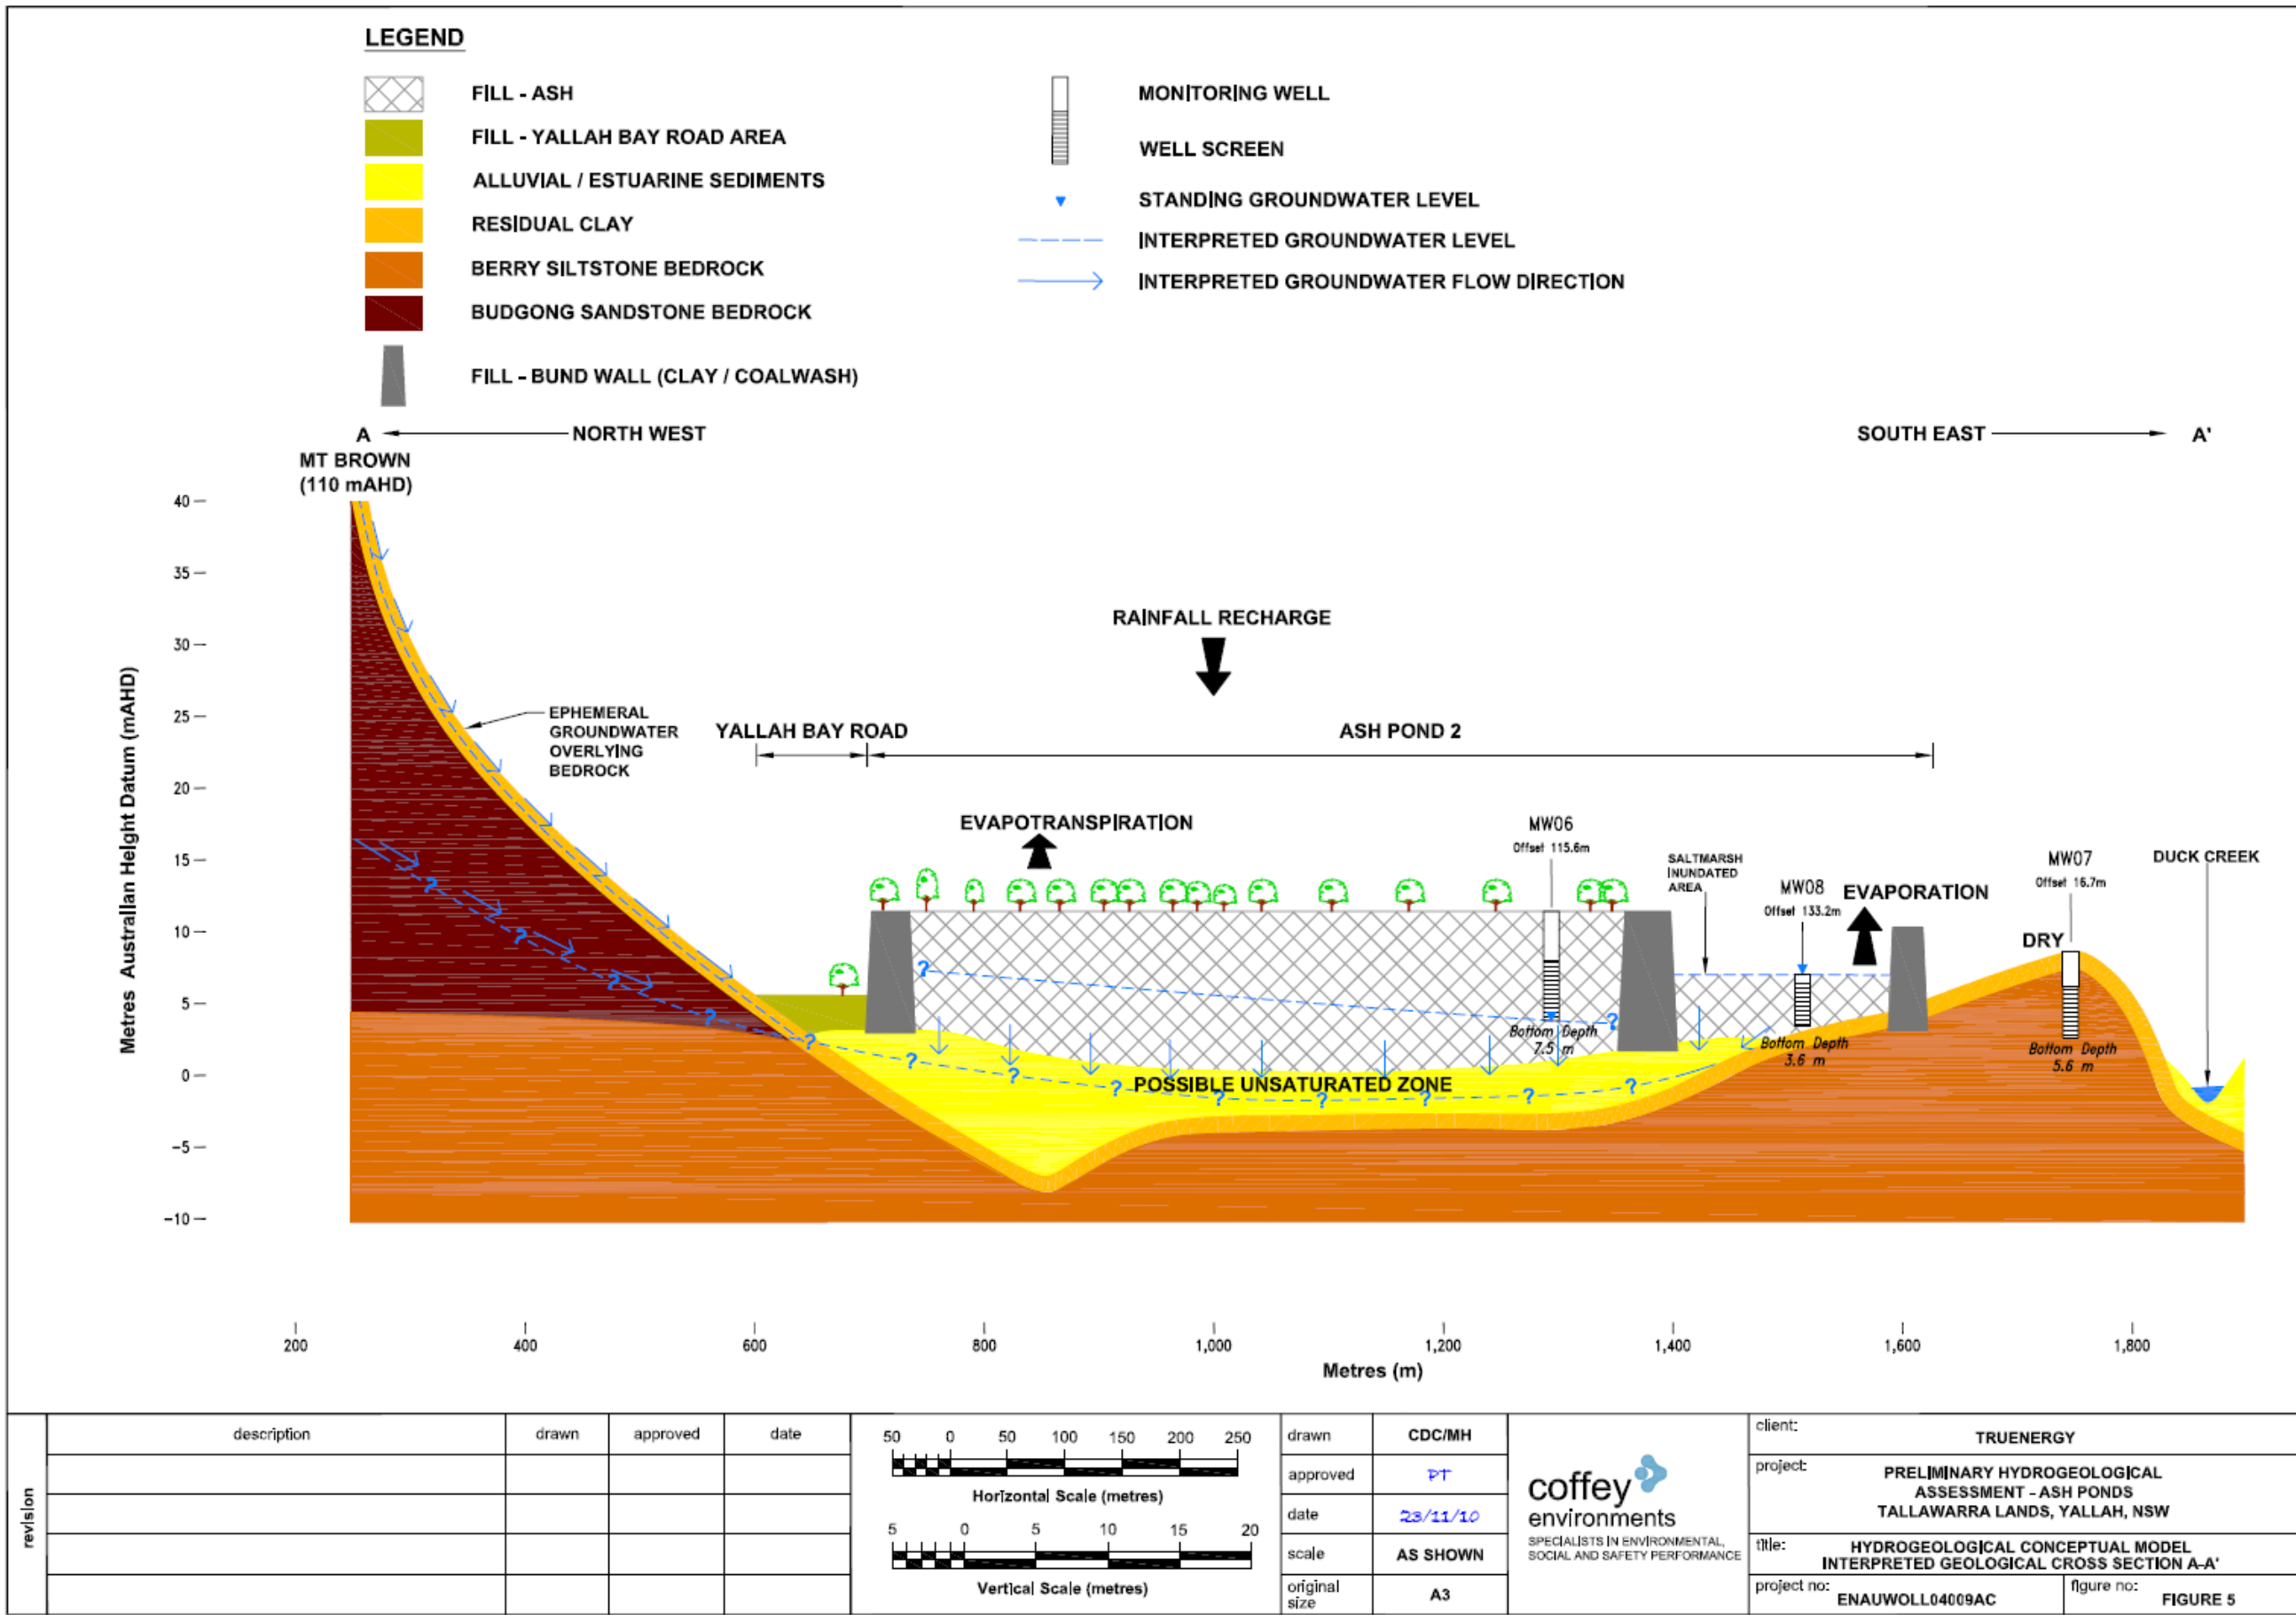 LEGEND
FILL - ASH
FILL - YALLAH BAY ROAD AREA
ALLUVIAL / ESTUARINE SEDIMENTS
RESIDUAL CLAY
BERRY SILTSTONE BEDROCK
BUDGONG SANDSTONE BEDROCK
FILL - BUND WALL (CLAY / COALWASH)
MONITORING WELL
WELL SCREEN
STANDING GROUNDWATER LEVEL
INTERPRETED GROUNDWATER LEVEL
INTERPRETED GROUNDWATER FLOW DIRECTION
A
NORTH WEST
SOUTH EAST
A'
MT BROWN
(110 mAHD)
Metres Australian Height Datum (mAHD)
40
35
30
25
20
15
10
5
0
-5
-10
EPHEMERAL
GROUNDWATER
OVERLYING
BEDROCK
RAINFALL RECHARGE
YALLAH BAY ROAD
ASH POND 2
EVAPOTRANSPIRATION
MW06
Offset 115.6m
SALTMARSH
INUNDATED
AREA
MW08
Offset 133.2m
EVAPORATION
MW07
Offset 16.7m
DRY
DUCK CREEK
Bottom Depth
7.5 m
Bottom Depth
3.6 m
Bottom Depth
5.6 m
POSSIBLE UNSATURATED ZONE
? ? ? ? ? ? ? ? ? ? ? ? ? ? ?
200 400 600 800 1,000 1,200 1,400 1,600 1,800
Metres (m)
revision
description drawn approved date
50 0 50 100 150 200 250
Horizontal Scale (metres)
5 0 5 10 15 20
Vertical Scale (metres)
drawn CDC/MH
approved PT
date 23/11/10
scale AS SHOWN
original
size A3
coffey
environments
SPECIALISTS IN ENVIRONMENTAL,
SOCIAL AND SAFETY PERFORMANCE
client: TRUENERGY
project: PRELIMINARY HYDROGEOLOGICAL
ASSESSMENT - ASH PONDS
TALLAWARRA LANDS, YALLAH, NSW
title: HYDROGEOLOGICAL CONCEPTUAL MODEL
INTERPRETED GEOLOGICAL CROSS SECTION A-A'
project no: ENAUWOLL04009AC
figure no: FIGURE 5